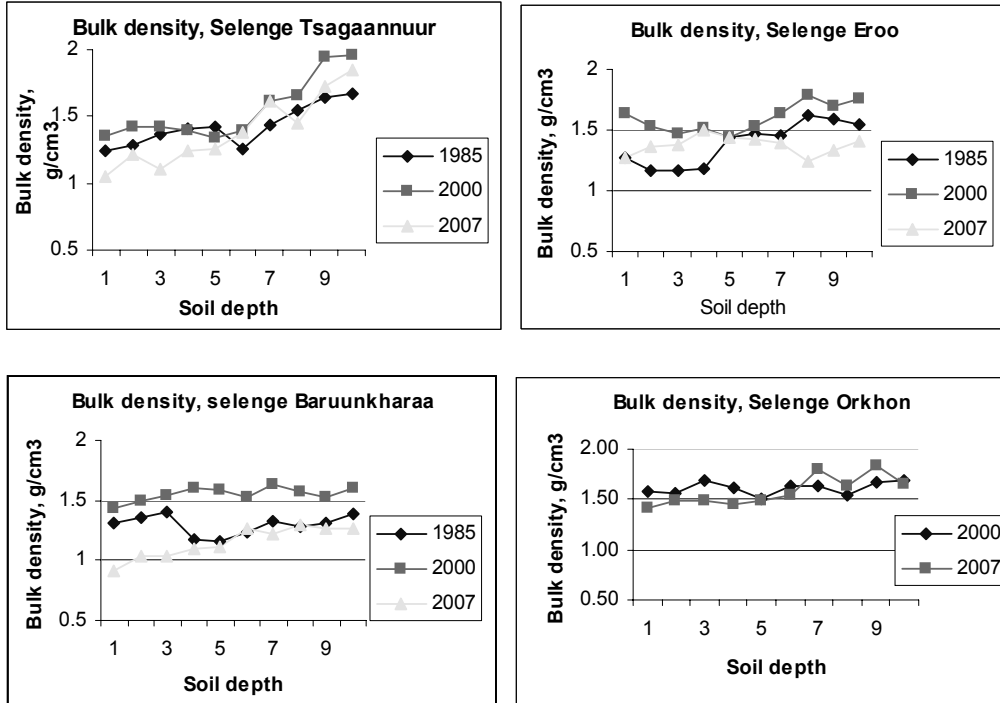 Bulk density, Selenge Tsagaannuur
Bulk density,
g/cm3
2
1.5
1
0.5
1 3 5 7 9
Soil depth
1985
2000
2007
Bulk density, Selenge Eroo
Bulk density, g/cm3
2
1.5
1
0.5
1 3 5 7 9
Soil depth
1985
2000
2007
Bulk density, selenge Baruunkharaa
Bulk density, g/cm3
2
1.5
1
0.5
1 3 5 7 9
Soil depth
1985
2000
2007
Bulk density, Selenge Orkhon
Bulk density, g/cm3
2.00
1.50
1.00
0.50
1 3 5 7 9
Soil depth
2000
2007